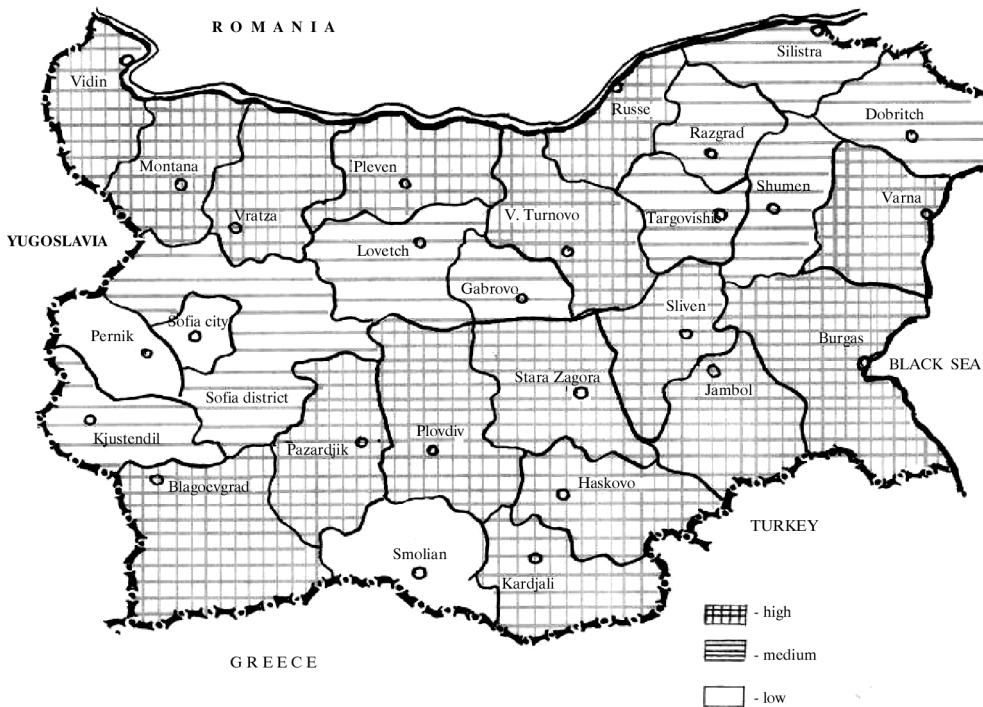 ROMANIA
Silistra
Vidin
Russe
Dobritch
Razgrad
Montana
Pleven
Shumen
Varna
Vratza
V. Turnovo
Targovishte
YUGOSLAVIA
Lovetch
Gabrovo
Sliven
Sofia city
Pernik
Burgas
BLACK SEA
Stara Zagora
Jambol
Sofia district
Kjustendil
Pazardjik
Plovdiv
Blagoevgrad
Haskovo
TURKEY
Smolian
Kardjali
- high
GREECE
- medium
- low